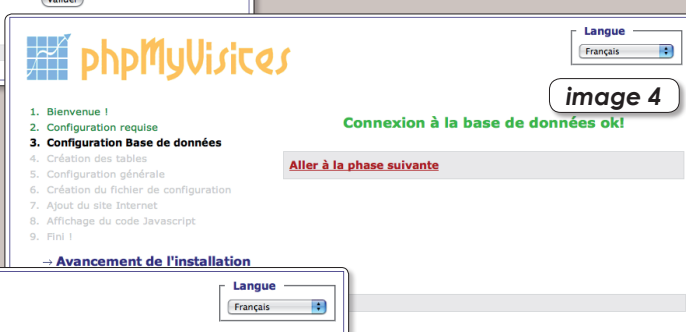 Valider
phpMyVisites
Langue
Français
image 4
1. Bienvenue !
2. Configuration requise
3. Configuration Base de données
4. Création des tables
5. Configuration générale
6. Création du fichier de configuration
7. Ajout du site Internet
8. Affichage du code Javascript
9. Fini !
→ Avancement de l'installation
Connexion à la base de données ok!
Aller à la phase suivante
Langue
Français